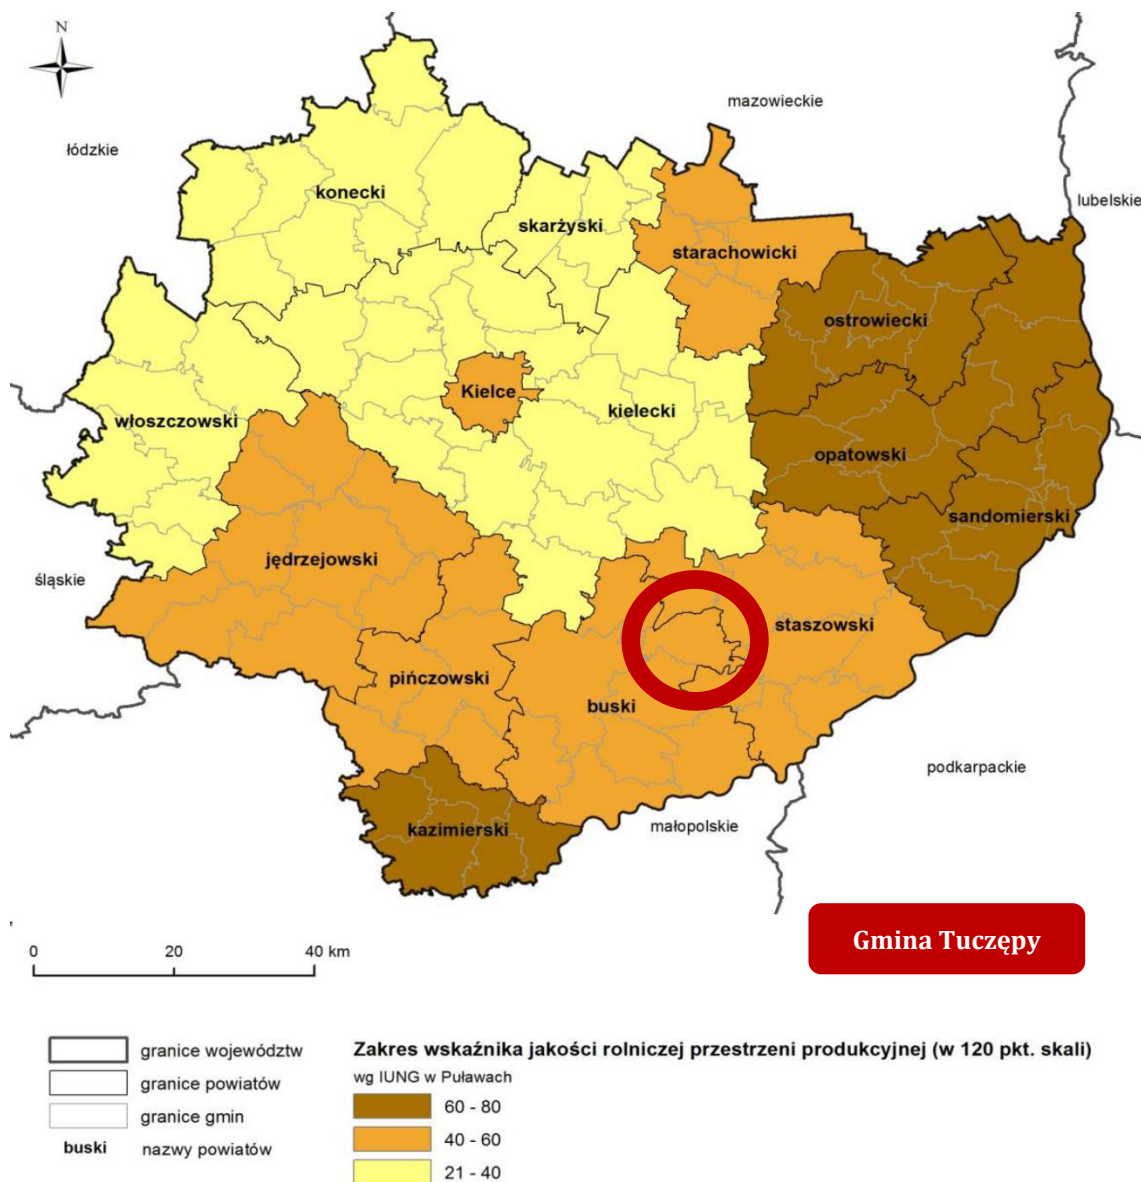 N
mazowieckie
łódzkie
lubelskie
konecki
skarżyski
starachowicki
ostrowiecki
Kielce
włoszczowski
kielecki
opatowski
sandomierski
jędrzejowski
śląskie
staszowski
pińczowski
buski
podkarpackie
małopolskie
kazimierski
Gmina Tuczępy
0 20 40 km
granice województw
granice powiatów
granice gmin
buski nazwy powiatów
Zakres wskaźnika jakości rolniczej przestrzeni produkcyjnej (w 120 pkt. skali)
wg IUNG w Puławach
60 - 80
40 - 60
21 - 40